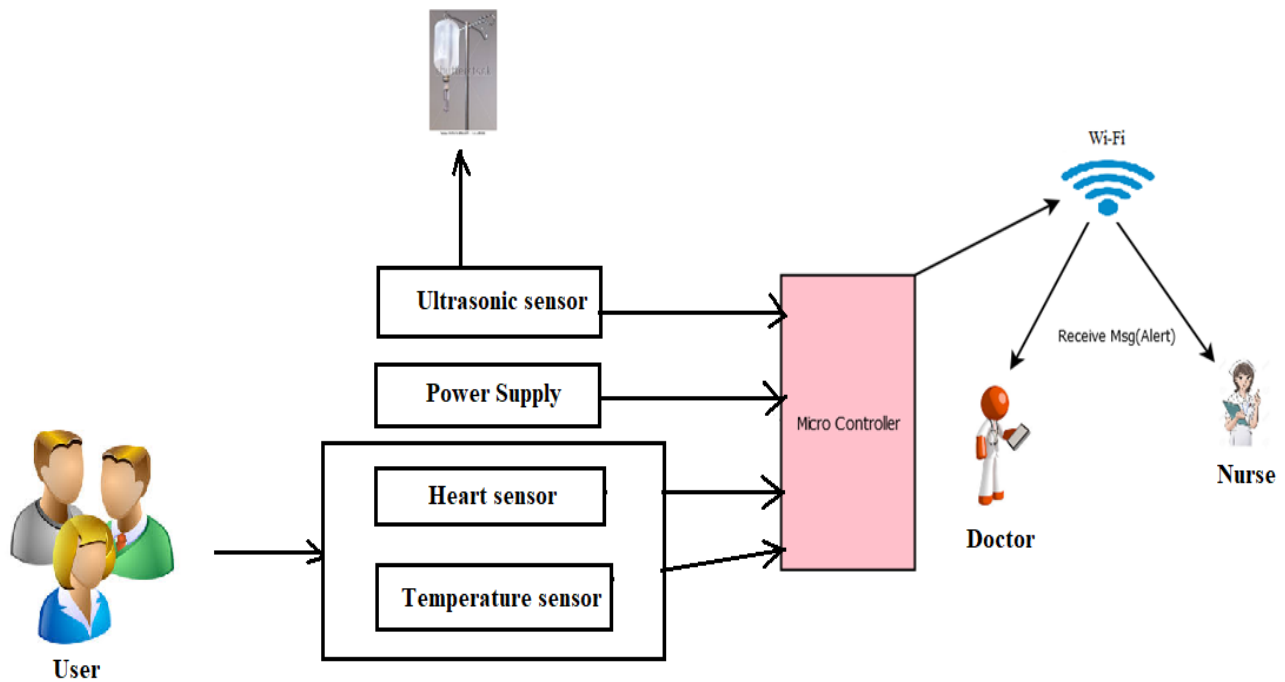 Wi-Fi
Ultrasonic sensor
Receive Msg(Alert)
Power Supply
Micro Controller
Heart sensor
Nurse
Doctor
Temperature sensor
User